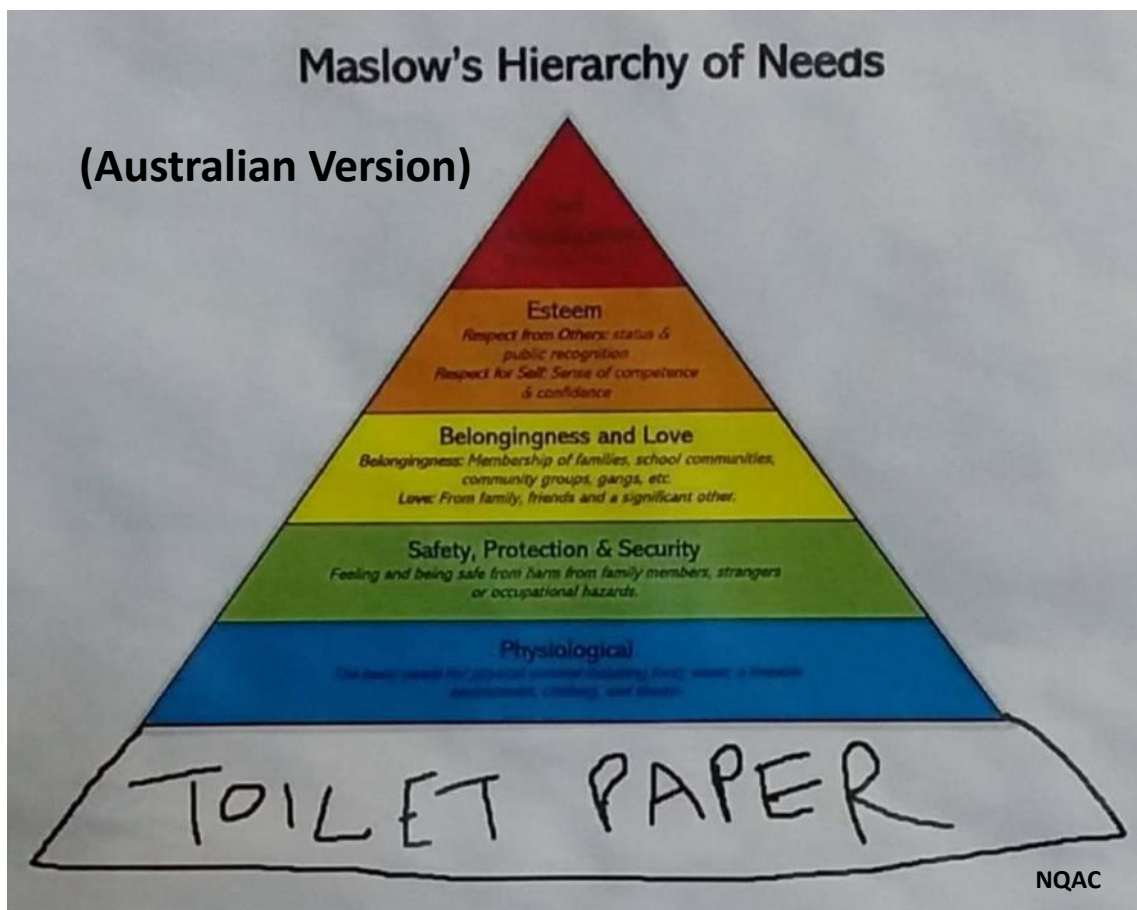 Maslow's Hierarchy of Needs
(Australian Version)
Esteem
Respect from Others: status &
public recognition
Respect for Self: Sense of competence
& confidence
Belongingness and Love
Belongingness: Membership of families, school communities,
community groups, gangs, etc.
Love: From family, friends and a significant other.
Safety, Protection & Security
Feeling and being safe from harm from family members, strangers
or occupational hazards.
Physiological
TOILET PAPER
NQAC